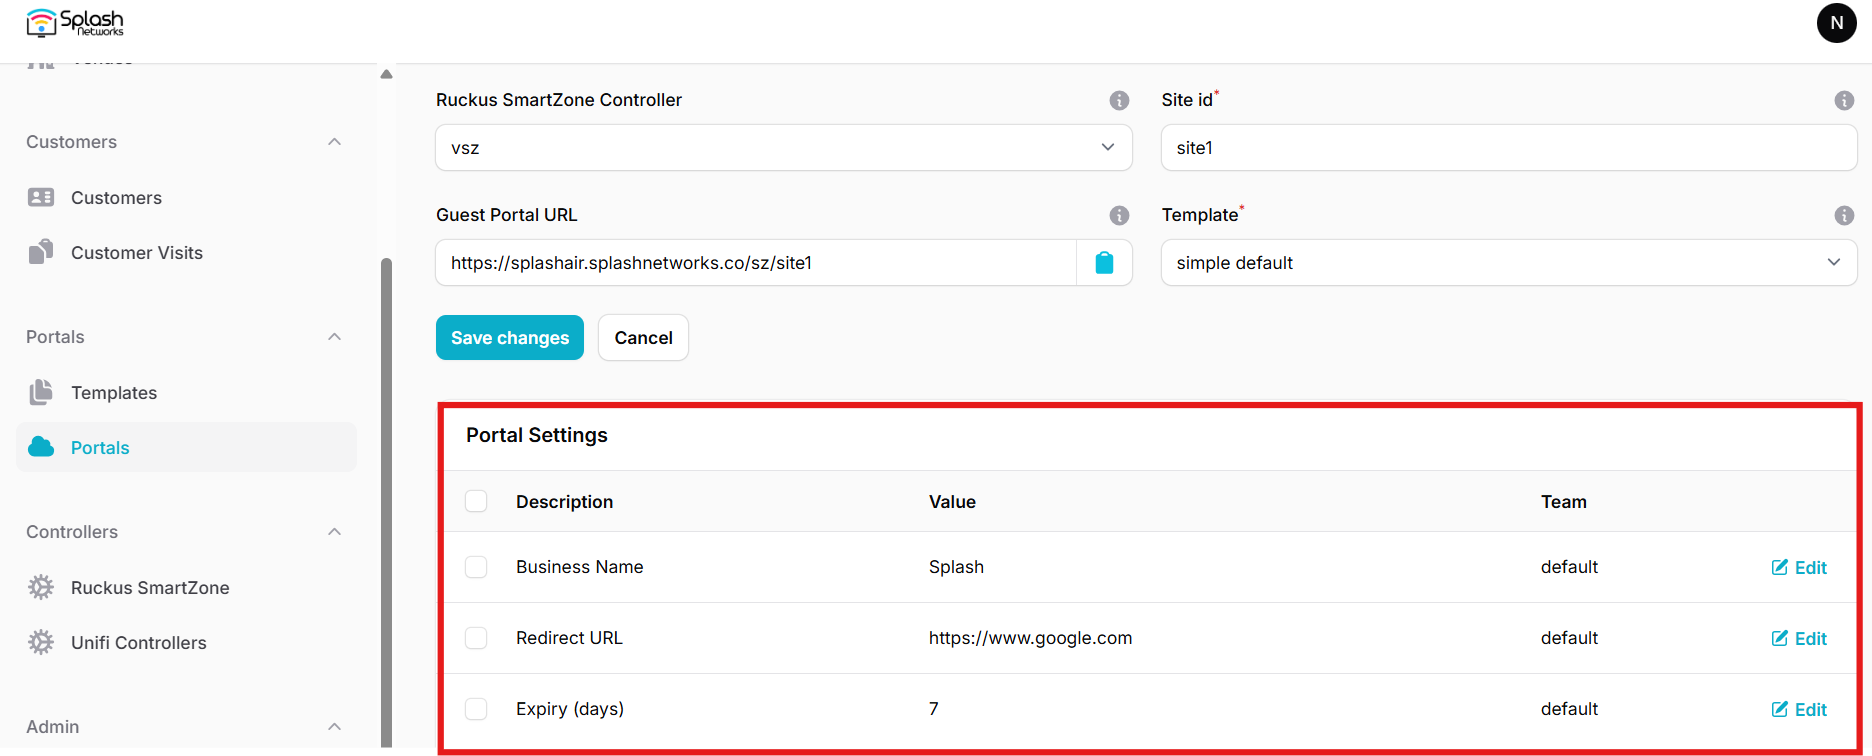 Splash
Networks
N
Venues
Customers
Customers
Customer Visits
Portals
Templates
Portals
Controllers
Ruckus SmartZone
Unifi Controllers
Admin
Ruckus SmartZone Controller
Site id*
vsz
site1
Guest Portal URL
Template*
https://splashair.splashnetworks.co/sz/site1
simple default
Save changes
Cancel
Portal Settings
Description Value Team
Business Name Splash default Edit
Redirect URL https://www.google.com default Edit
Expiry (days) 7 default Edit